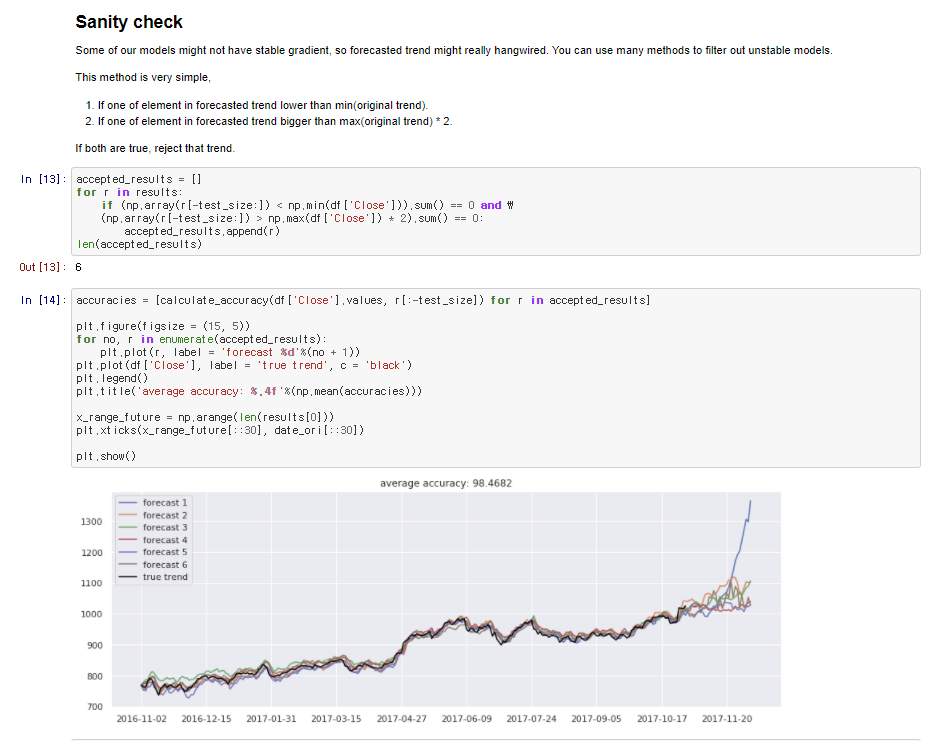 Sanity check
Some of our models might not have stable gradient, so forecasted trend might really hangwired. You can use many methods to filter out unstable models.
This method is very simple,
1. If one of element in forecasted trend lower than min(original trend).
2. If one of element in forecasted trend bigger than max(original trend) * 2.
If both are true, reject that trend.
In [13]: accepted_results = []
for r in results:
    if (np.array(r[-test_size:]) < np.min(df['Close'])).sum() == 0 and ₩
    (np.array(r[-test_size:]) > np.max(df['Close']) * 2).sum() == 0:
        accepted_results.append(r)
len(accepted_results)
Out[13]: 6
In [14]: accuracies = [calculate_accuracy(df['Close'].values, r[:-test_size]) for r in accepted_results]
plt.figure(figsize = (15, 5))
for no, r in enumerate(accepted_results):
    plt.plot(r, label = 'forecast %d'%(no + 1))
plt.plot(df['Close'], label = 'true trend', c = 'black')
plt.legend()
plt.title('average accuracy: %.4f'%(np.mean(accuracies)))
x_range_future = np.arange(len(results[0]))
plt.xticks(x_range_future[::30], date_ori[::30])
plt.show()
average accuracy: 98.4682
forecast 1
forecast 2
forecast 3
forecast 4
forecast 5
forecast 6
true trend
1300
1200
1100
1000
900
800
700
2016-11-02 2016-12-15 2017-01-31 2017-03-15 2017-04-27 2017-06-09 2017-07-24 2017-09-05 2017-10-17 2017-11-20